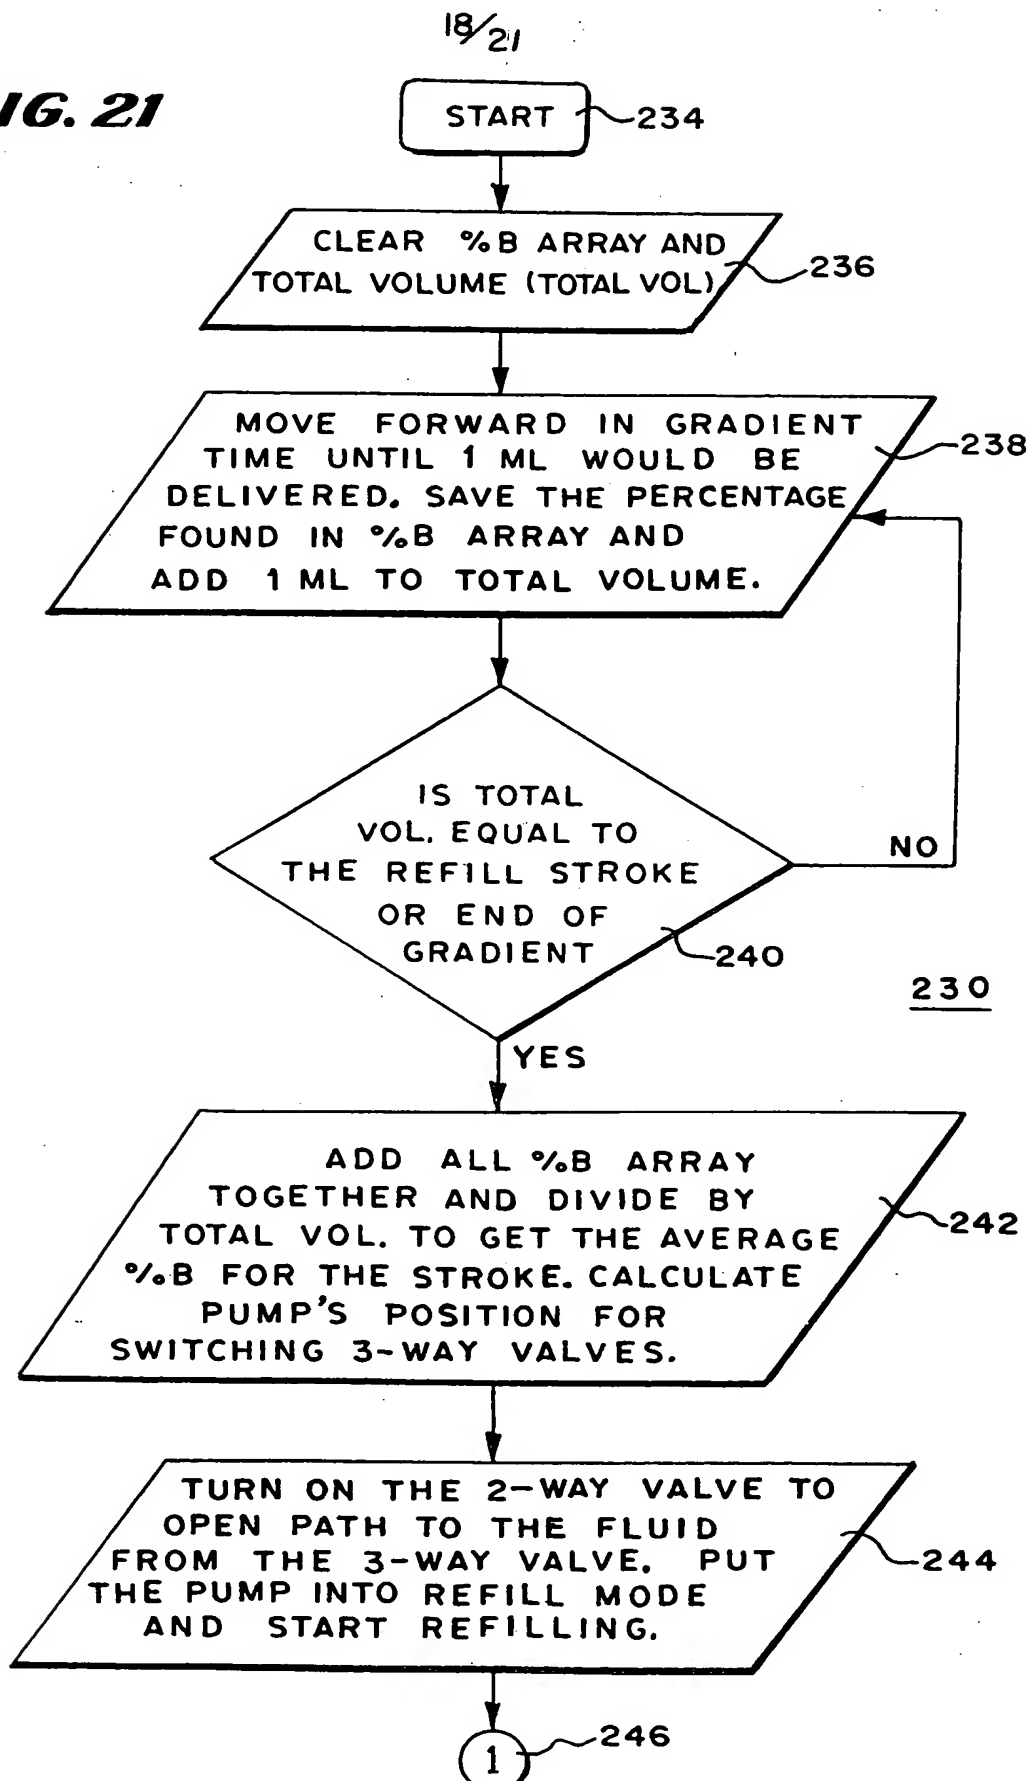 18/21
IG. 21
START
234
CLEAR %B ARRAY AND
TOTAL VOLUME (TOTAL VOL)
236
MOVE FORWARD IN GRADIENT
TIME UNTIL 1 ML WOULD BE
DELIVERED. SAVE THE PERCENTAGE
FOUND IN %B ARRAY AND
ADD 1 ML TO TOTAL VOLUME.
238
IS TOTAL
VOL. EQUAL TO
THE REFILL STROKE
OR END OF
GRADIENT
240
NO
230
YES
ADD ALL %B ARRAY
TOGETHER AND DIVIDE BY
TOTAL VOL. TO GET THE AVERAGE
%B FOR THE STROKE. CALCULATE
PUMP'S POSITION FOR
SWITCHING 3-WAY VALVES.
242
TURN ON THE 2-WAY VALVE TO
OPEN PATH TO THE FLUID
FROM THE 3-WAY VALVE. PUT
THE PUMP INTO REFILL MODE
AND START REFILLING.
244
1
246